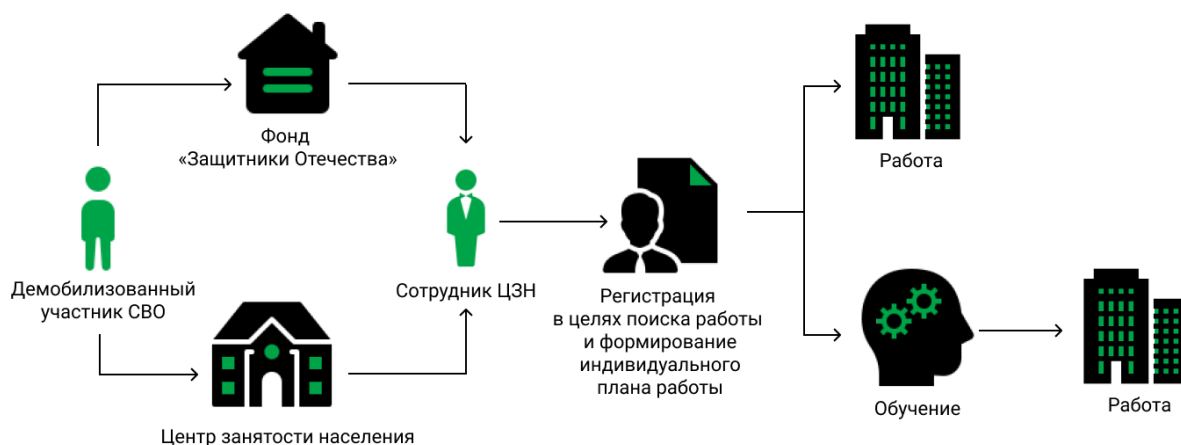 Фонд
«Защитники Отечества»
Демобилизованный
участник СВО
Центр занятости населения
Сотрудник ЦЗН
Регистрация
в целях поиска работы
и формирование
индивидуального
плана работы
Работа
Обучение
Работа